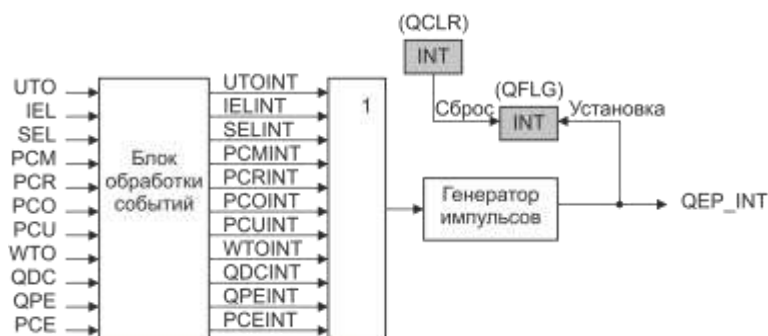 (QCLR)
INT
(QFLG)
Сброс
INT
Установка
UTO
IEL
SEL
PCM
PCR
PCO
PCU
WTO
QDC
QPE
PCE
Блок
обработки
событий
UTOINT
IELINT
SELINT
PCMINT
PCRINT
PCOINT
PCUINT
WTOINT
QDCINT
QPEINT
PCEINT
1
Генератор
импульсов
QEP_INT